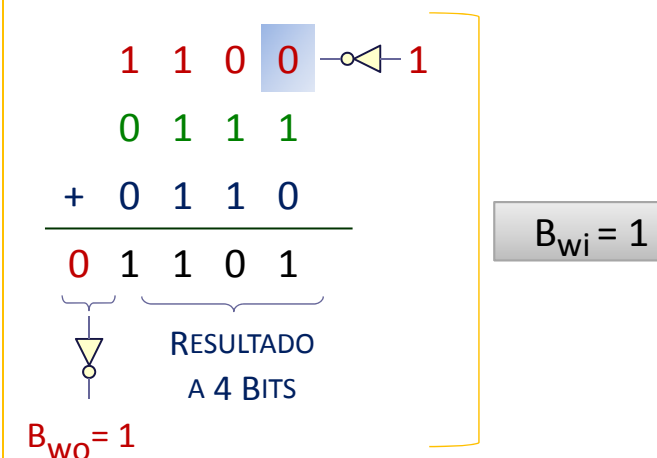 1 1 0 0 1
0 1 1 1
+ 0 1 1 0
0 1 1 0 1
B_wi = 1
RESULTADO
A 4 BITS
B_wo = 1